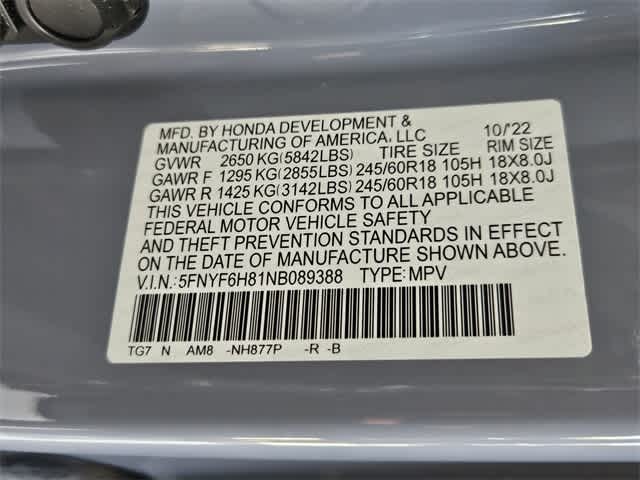 MFD. BY HONDA DEVELOPMENT &
MANUFACTURING OF AMERICA, LLC 10/'22
GVWR 2650 KG(5842LBS) TIRE SIZE RIM SIZE
GAWR F 1295 KG(2855LBS) 245/60R18 105H 18X8.0J
GAWR R 1425 KG(3142LBS) 245/60R18 105H 18X8.0J
THIS VEHICLE CONFORMS TO ALL APPLICABLE
FEDERAL MOTOR VEHICLE SAFETY
AND THEFT PREVENTION STANDARDS IN EFFECT
ON THE DATE OF MANUFACTURE SHOWN ABOVE.
V.I.N.:5FNYF6H81NB089388 TYPE:MPV
TG7 N AM8 -NH877P -R -B